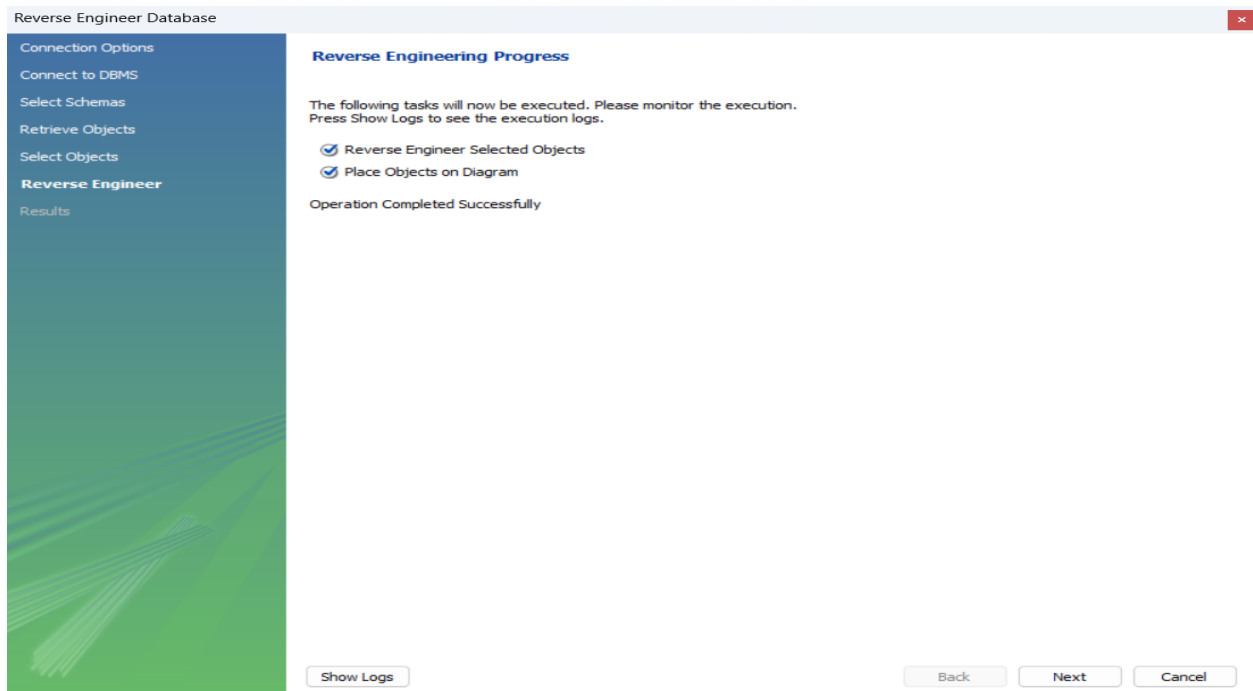 Reverse Engineer Database
Connection Options
Connect to DBMS
Select Schemas
Retrieve Objects
Select Objects
Reverse Engineer
Results
Reverse Engineering Progress
The following tasks will now be executed. Please monitor the execution.
Press Show Logs to see the execution logs.
Reverse Engineer Selected Objects
Place Objects on Diagram
Operation Completed Successfully
Show Logs
Back
Next
Cancel